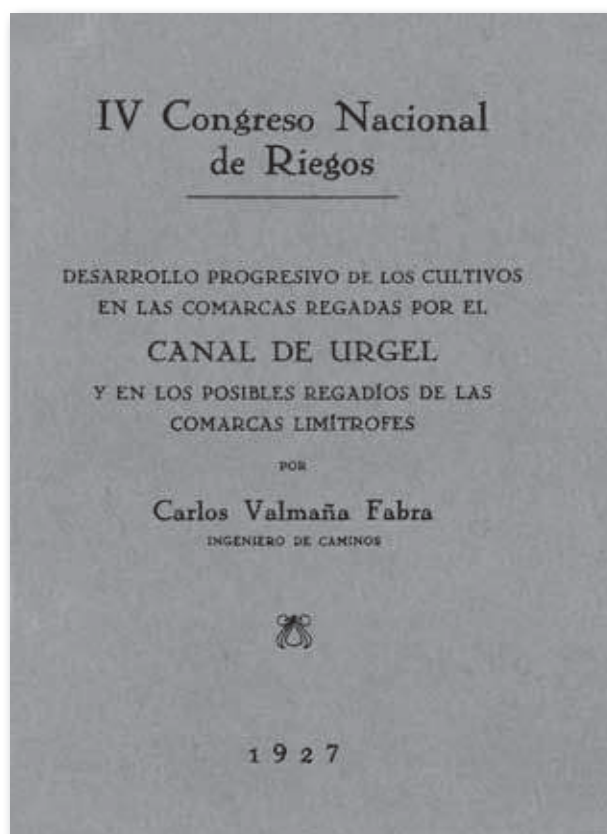 IV Congreso Nacional
de Riegos
DESARROLLO PROGRESIVO DE LOS CULTIVOS
EN LAS COMARCAS REGADAS POR EL
CANAL DE URGEL
Y EN LOS POSIBLES REGADÍOS DE LAS
COMARCAS LIMÍTROFES
POR
Carlos Valmaña Fabra
INGENIERO DE CAMINOS
1927